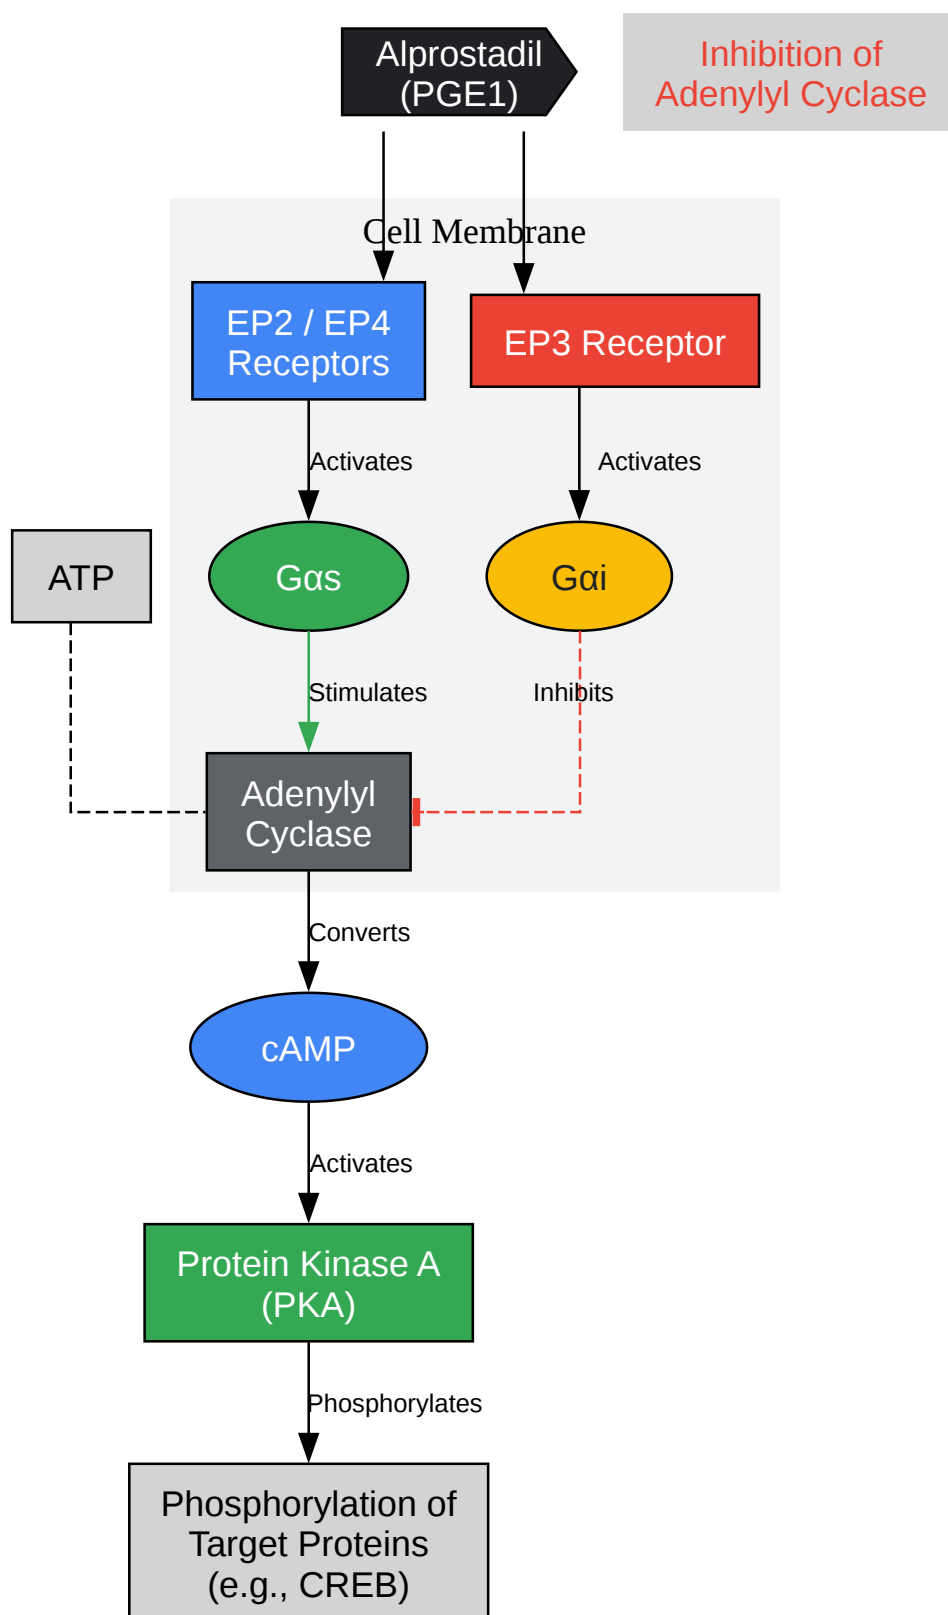 Alprostadil
(PGE1)
Inhibition of
Adenylyl Cyclase
Cell Membrane
EP2 / EP4
Receptors
EP3 Receptor
Activates
Activates
ATP
Gαs
Gαi
Stimulates
Inhibits
Adenylyl
Cyclase
Converts
cAMP
Activates
Protein Kinase A
(PKA)
Phosphorylates
Phosphorylation of
Target Proteins
(e.g., CREB)